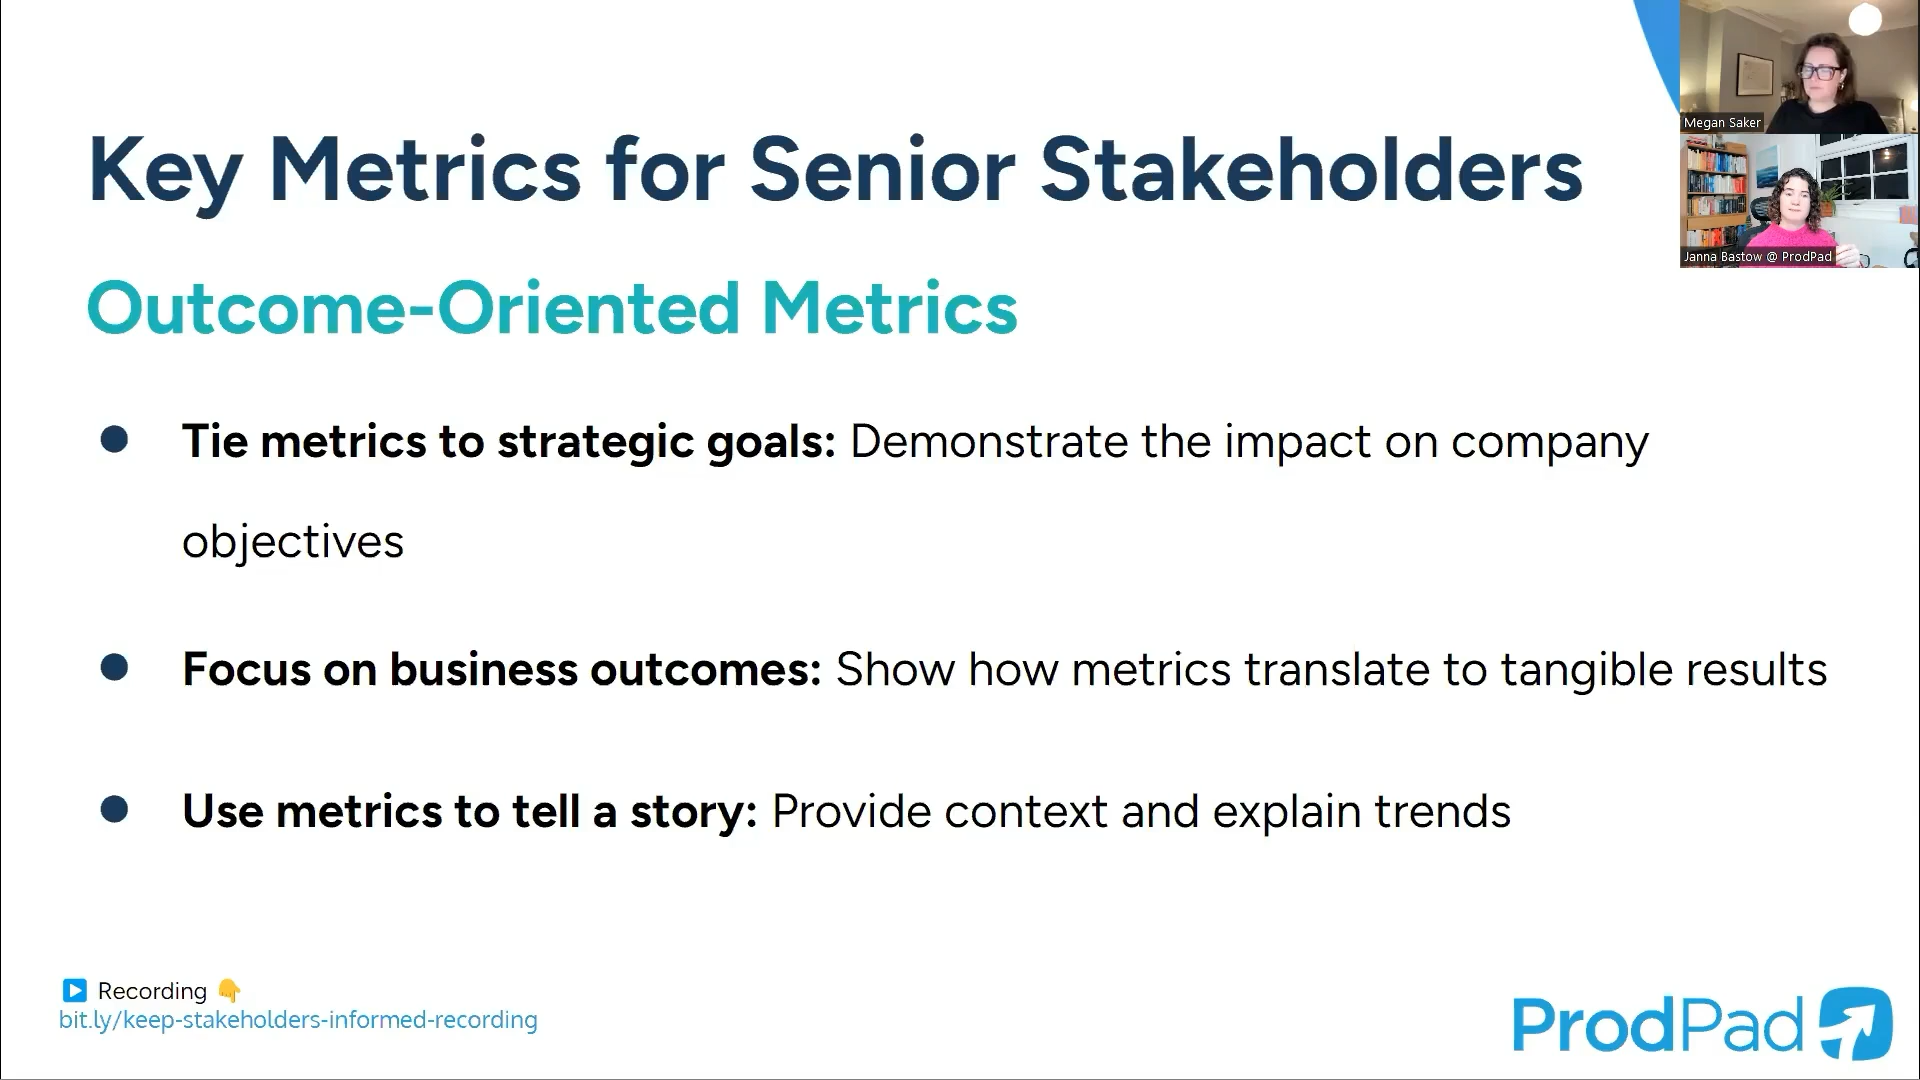 Key Metrics for Senior Stakeholders
Outcome-Oriented Metrics
Tie metrics to strategic goals: Demonstrate the impact on company
objectives
Focus on business outcomes: Show how metrics translate to tangible results
Use metrics to tell a story: Provide context and explain trends
Recording
bit.ly/keep-stakeholders-informed-recording
ProdPad
Megan Saker
Janna Bastow @ ProdPad